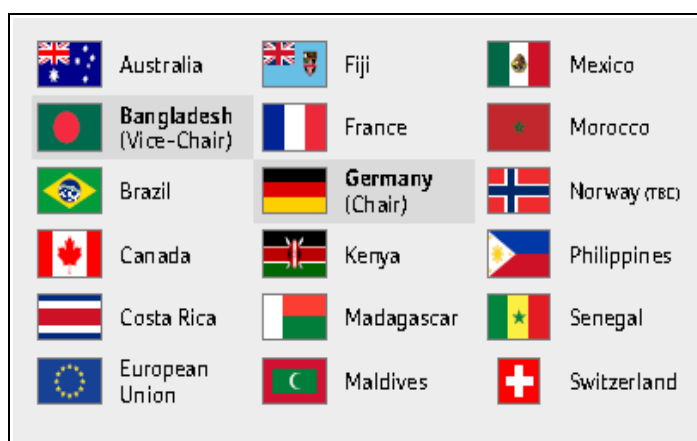 Australia
Bangladesh
(Vice-Chair)
Brazil
Canada
Costa Rica
European
Union
Fiji
France
Germany
(Chair)
Kenya
Madagascar
Maldives
Mexico
Morocco
Norway (TBC)
Philippines
Senegal
Switzerland